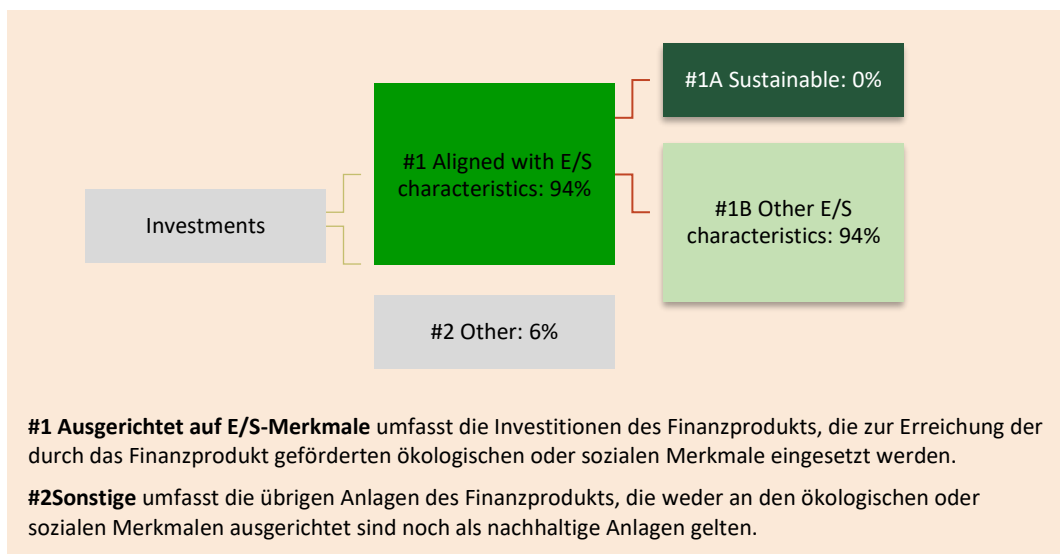 #1A Sustainable: 0%
#1 Aligned with E/S
characteristics: 94%
Investments
#1B Other E/S
characteristics: 94%
#2 Other: 6%
#1 Ausgerichtet auf E/S-Merkmale umfasst die Investitionen des Finanzprodukts, die zur Erreichung der
durch das Finanzprodukt geförderten ökologischen oder sozialen Merkmale eingesetzt werden.
#2Sonstige umfasst die übrigen Anlagen des Finanzprodukts, die weder an den ökologischen oder
sozialen Merkmalen ausgerichtet sind noch als nachhaltige Anlagen gelten.